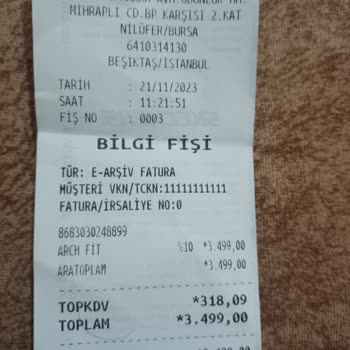 MİHRAPLI CD.BP KARŞISI 2.KAT
NİLÜFER/BURSA
6410314130
BEŞİKTAŞ/İSTANBUL
TARİH : 21/11/2023
SAAT : 11:21:51
FİŞ NO : 0003
BİLGİ FİŞİ
TÜR: E-ARŞİV FATURA
MÜŞTERİ VKN/TCKN:11111111111
FATURA/İRSALİYE NO:0
8683030248899
ARCH FIT %10 *3.499,00
ARATOPLAM *3.499,00
TOPKDV *318,09
TOPLAM *3.499,00